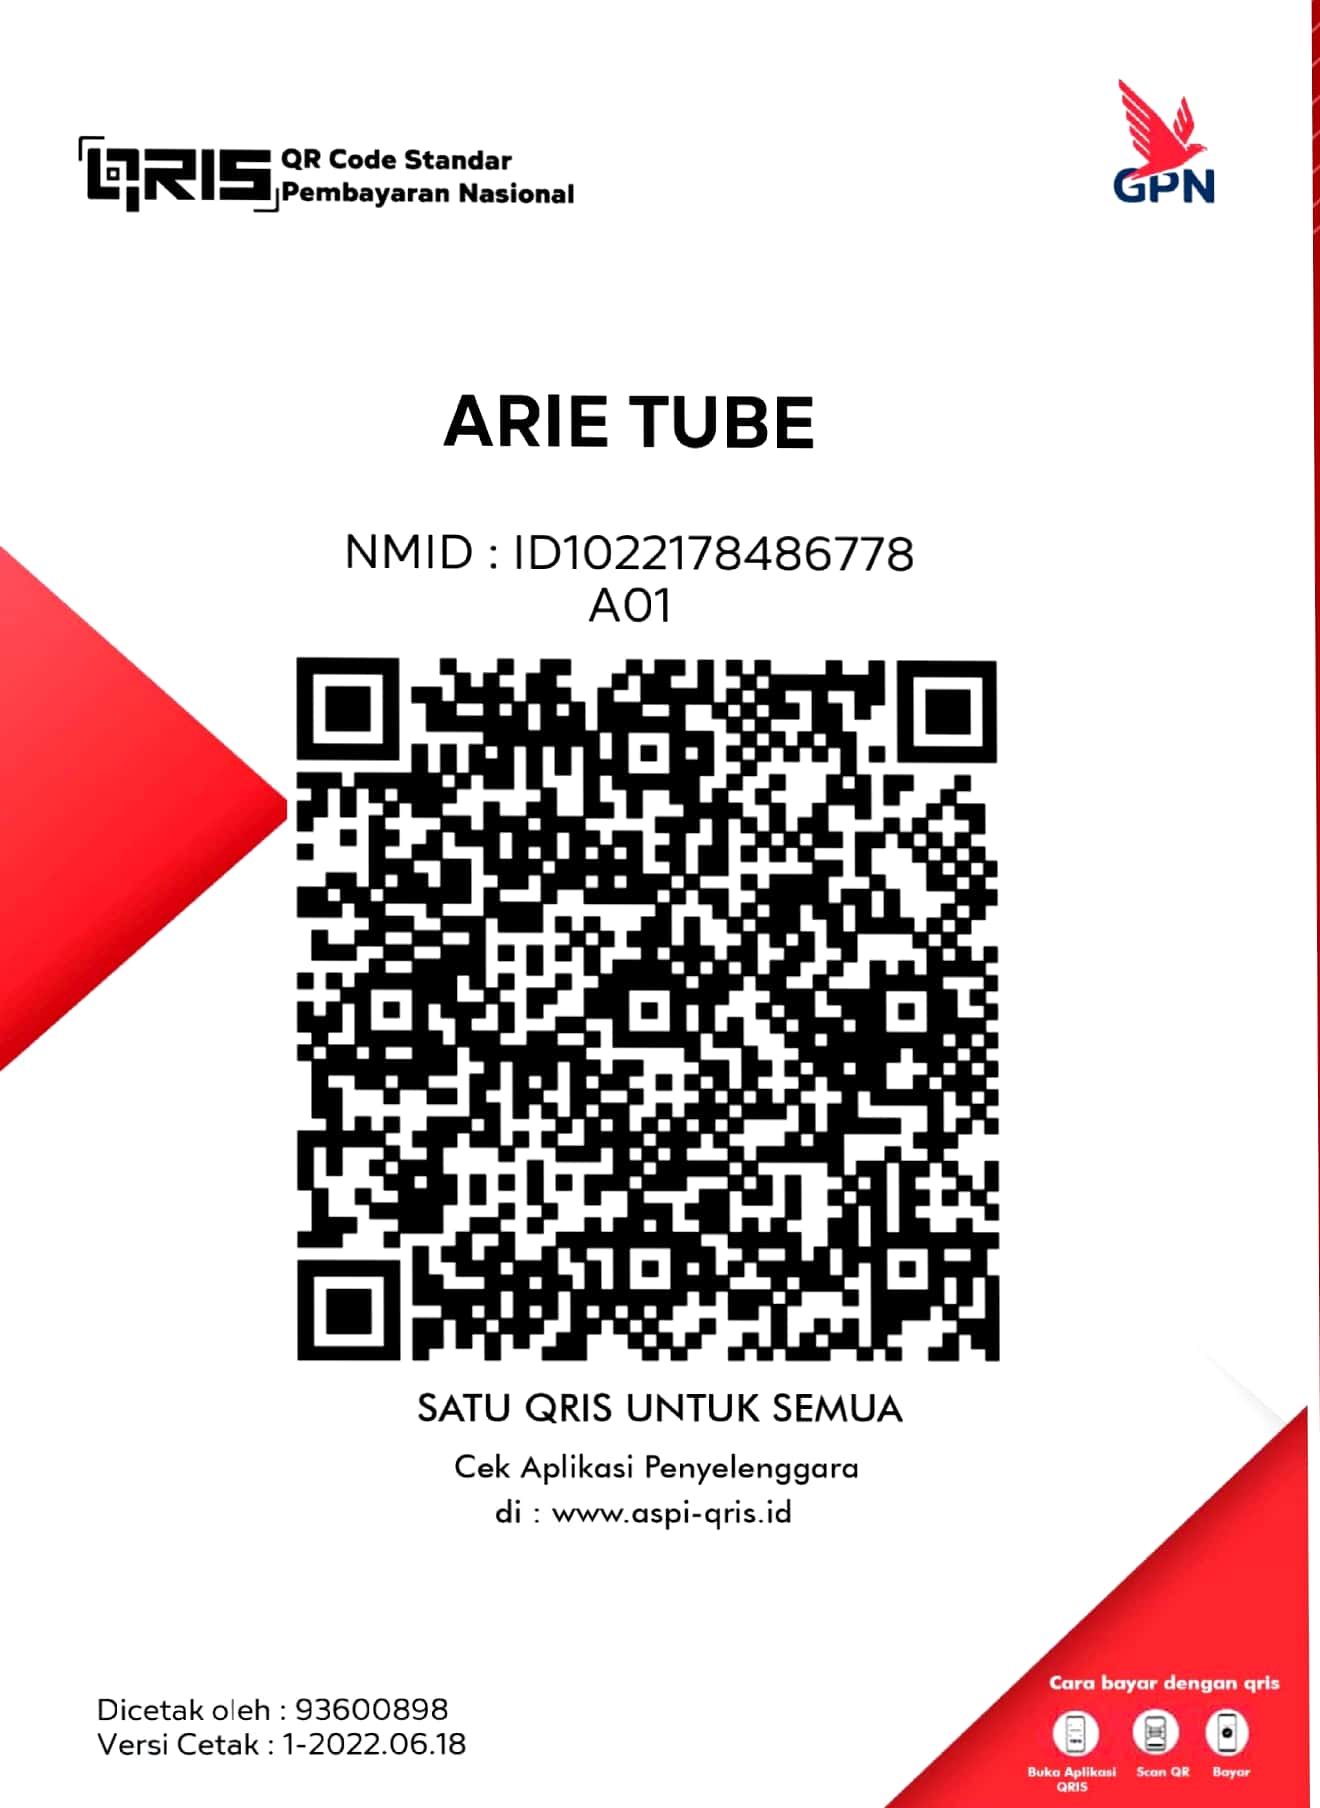 QRIS
QR Code Standar
Pembayaran Nasional
GPN
ARIE TUBE
NMID : ID1022178486778
A01
SATU QRIS UNTUK SEMUA
Cek Aplikasi Penyelenggara
di : www.aspi-qris.id
Dicetak oleh : 93600898
Versi Cetak : 1-2022.06.18
Cara bayar dengan qris
Buka Aplikasi
QRIS
Scan QR
Bayar